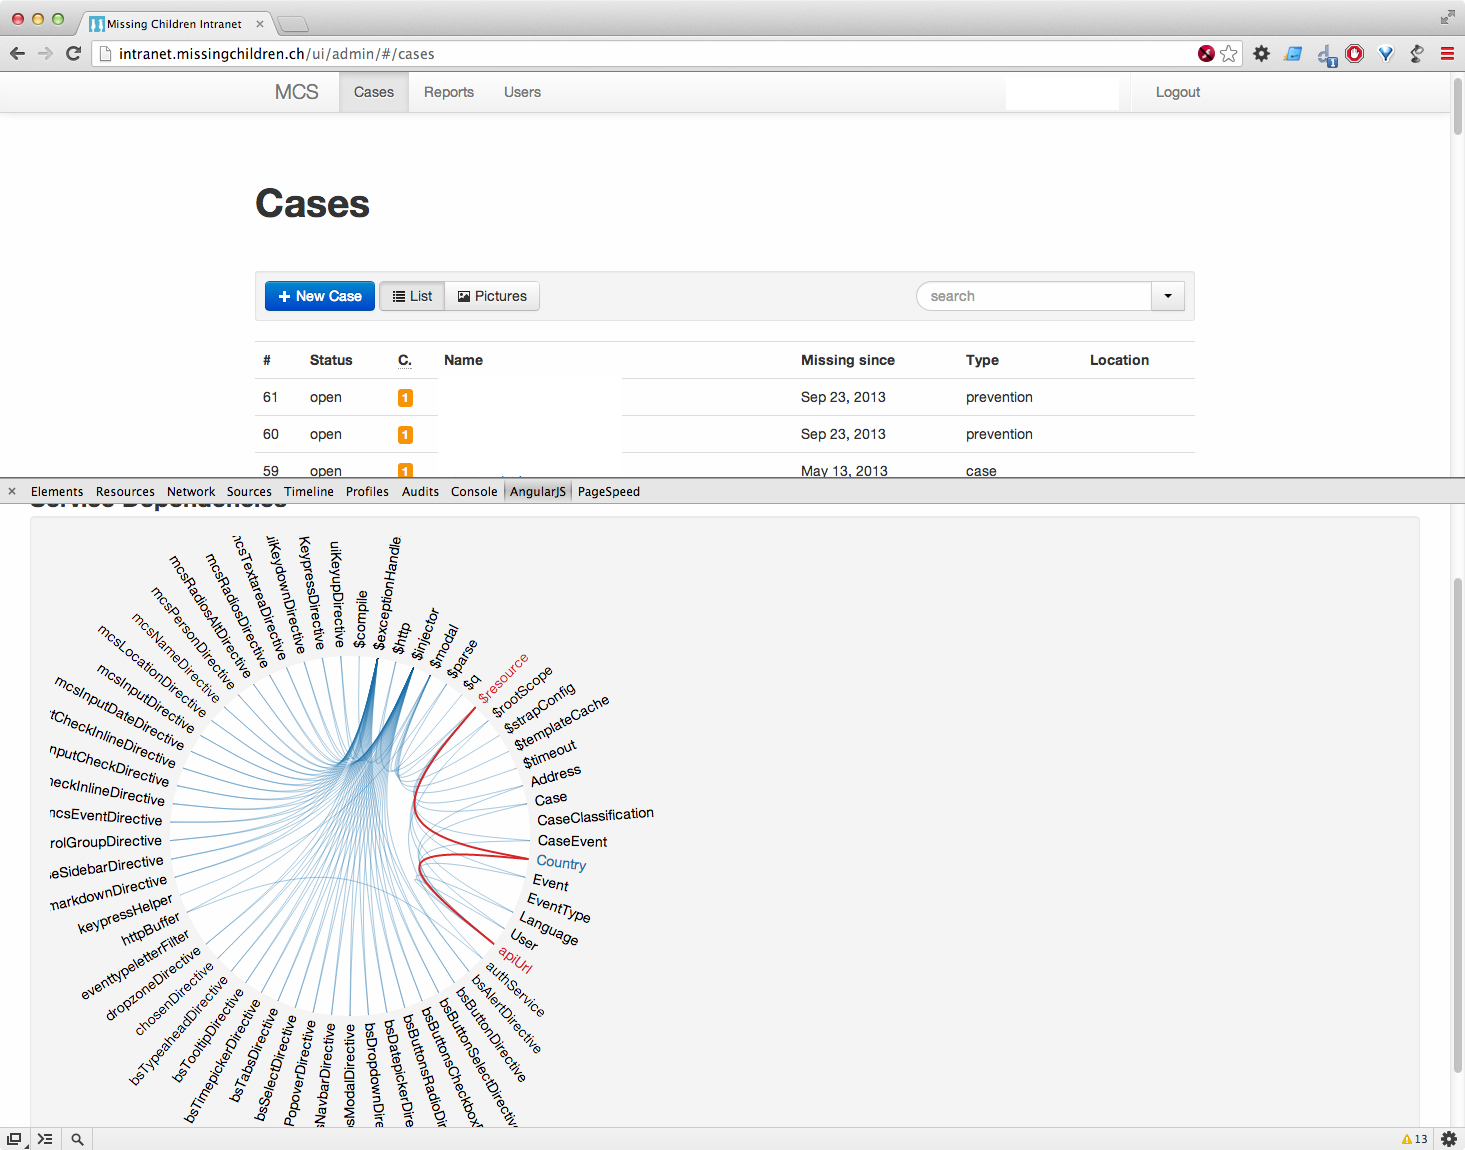 Missing Children Intranet
intranet.missingchildren.ch/ui/admin/#/cases
MCS Cases Reports Users Logout
Cases
New Case List Pictures search
# Status C. Name Missing since Type Location
61 open 1 Sep 23, 2013 prevention
60 open 1 Sep 23, 2013 prevention
59 open 1 May 13, 2013 case
Elements Resources Network Sources Timeline Profiles Audits Console AngularJS PageSpeed
Service Dependencies
$compile
$exceptionHandle
$http
$injector
$modal
$parse
$q
$resource
$rootScope
$strapConfig
$templateCache
$timeout
Address
Case
CaseClassification
CaseEvent
Country
Event
EventType
Language
User
apiUrl
authService
bsAlertDirective
bsButtonDirective
bsButtonSelectDirective
bsButtonsCheckbox
bsButtonsRadioDi
bsDatepickerDire
bsDropdownDire
sModalDirective
sNavbarDirective
PopoverDirective
bsSelectDirective
bsTabsDirective
bsTimepickerDirective
bsTooltipDirective
bsTypeaheadDirective
chosenDirective
dropzoneDirective
eventtypeletterFilter
httpBuffer
keypressHelper
markdownDirective
eSidebarDirective
rolGroupDirective
mcsEventDirective
eckInlineDirective
nputCheckDirective
tCheckInlineDirective
mcsInputDateDirective
mcsInputDirective
mcsLocationDirective
mcsNameDirective
mcsPersonDirective
mcsRadiosAltDirective
mcsRadiosDirective
mcsTextareaDirective
uiKeydownDirective
KeypressDirective
uiKeyupDirective
13